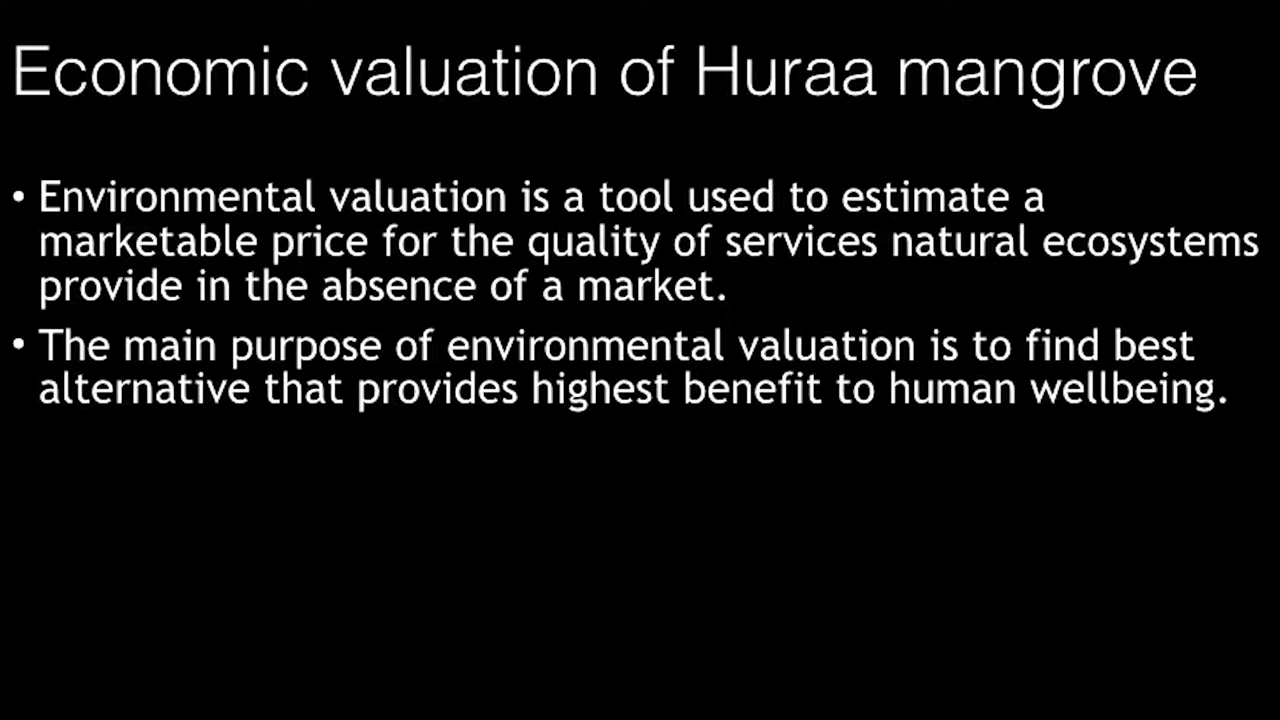 Economic valuation of Huraa mangrove
• Environmental valuation is a tool used to estimate a
marketable price for the quality of services natural ecosystems
provide in the absence of a market.
• The main purpose of environmental valuation is to find best
alternative that provides highest benefit to human wellbeing.